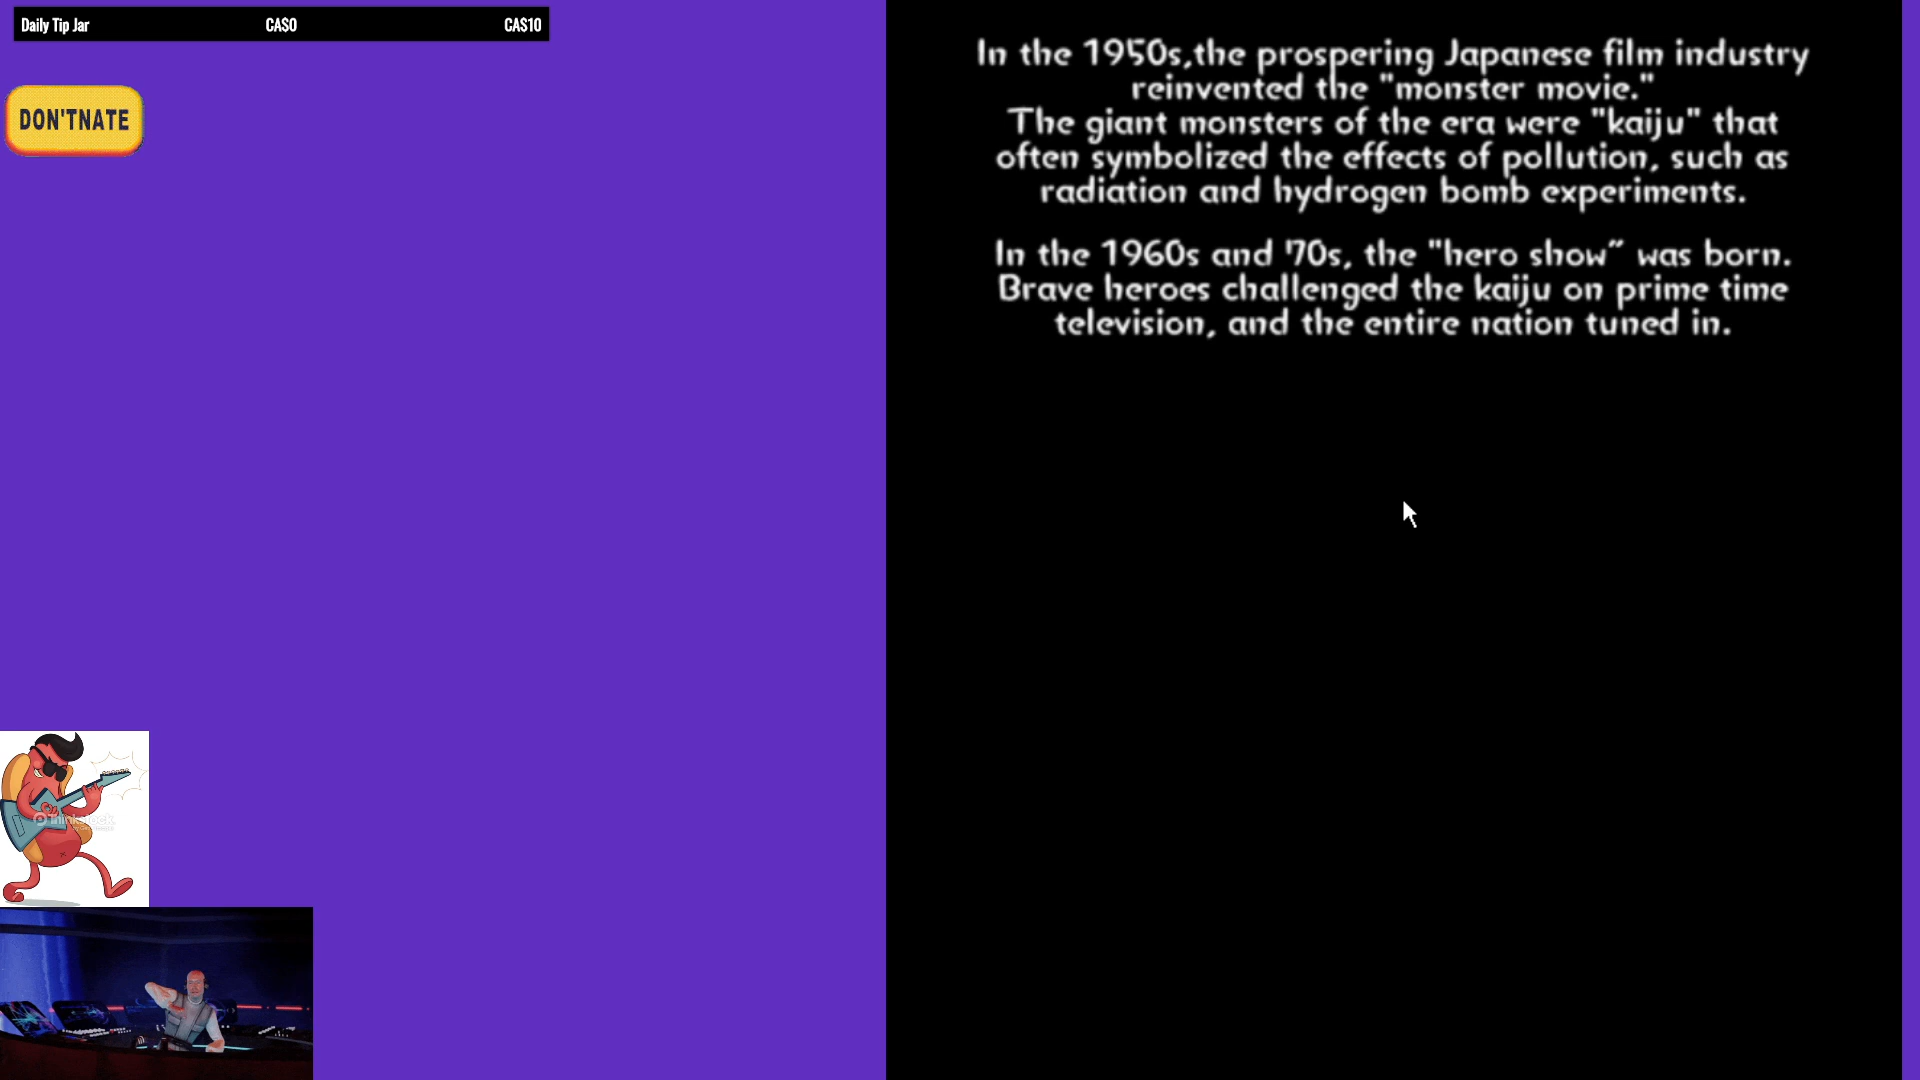 Daily Tip Jar CA$0 CA$10
DON'TNATE
In the 1950s,the prospering Japanese film industry
reinvented the "monster movie."
The giant monsters of the era were "kaiju" that
often symbolized the effects of pollution, such as
radiation and hydrogen bomb experiments.
In the 1960s and '70s, the "hero show" was born.
Brave heroes challenged the kaiju on prime time
television, and the entire nation tuned in.